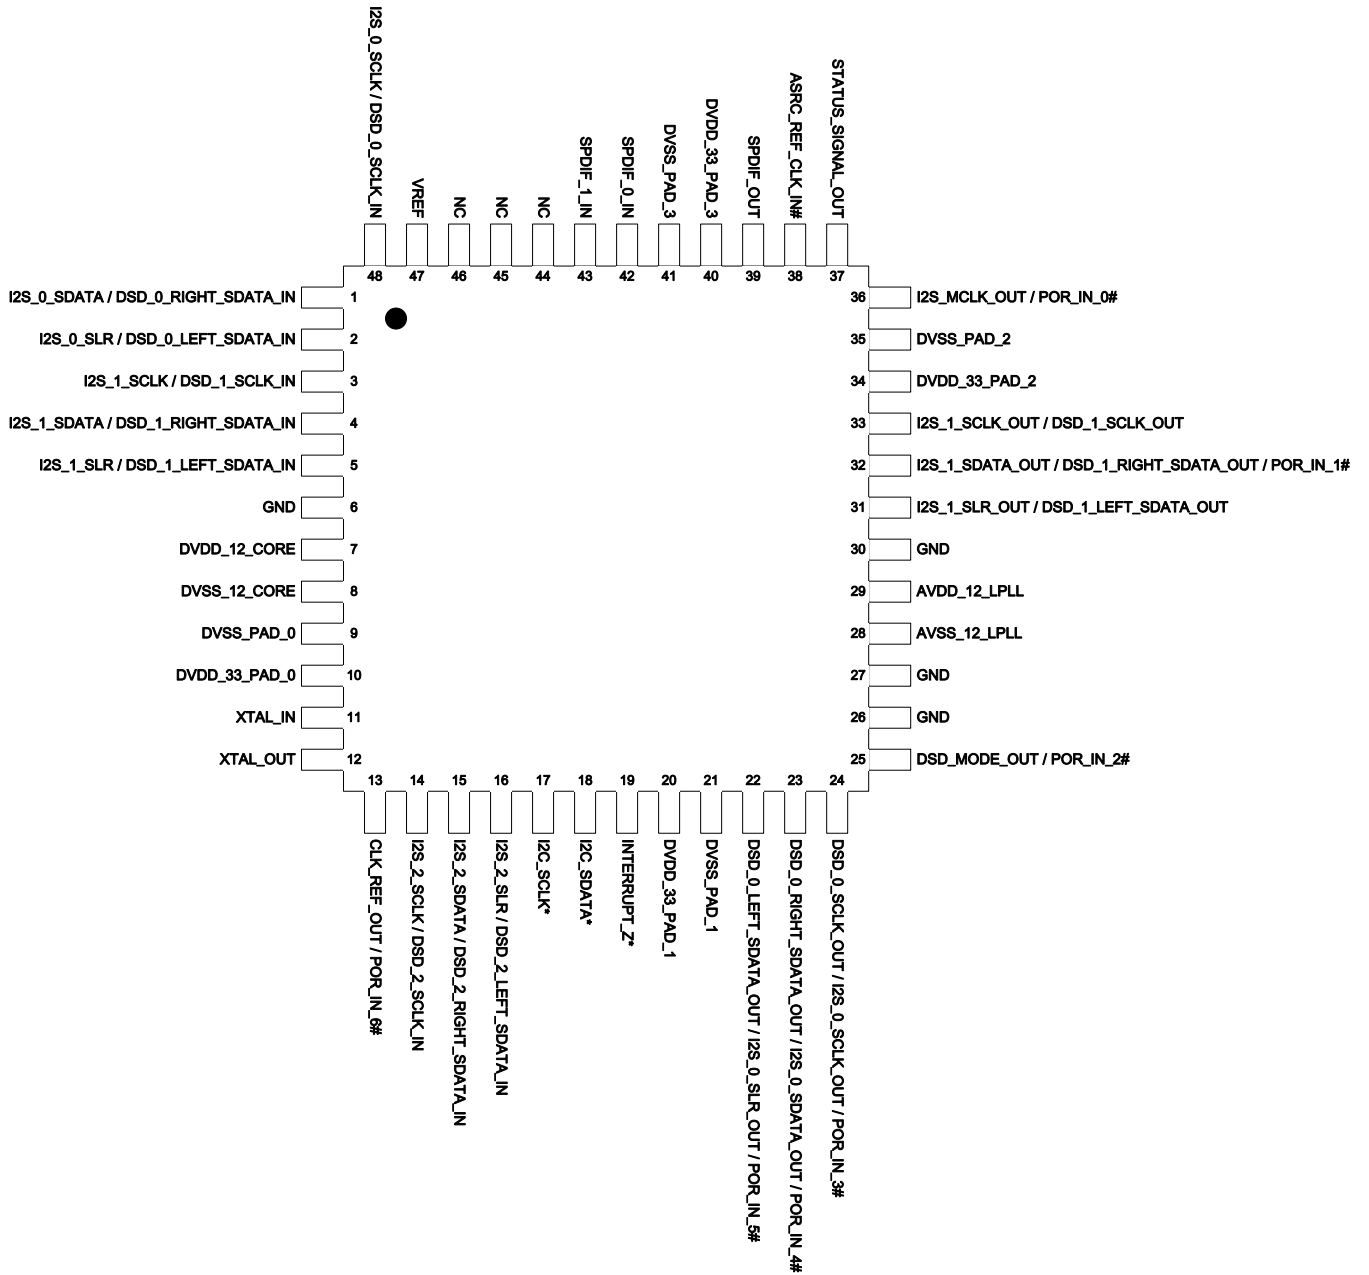 I2S_0_SCLK / DSD_0_SCLK_IN
VREF
NC
NC
NC
SPDIF_1_IN
SPDIF_0_IN
DVSS_PAD_3
DVDD_33_PAD_3
SPDIF_OUT
ASRC_REF_CLK_IN#
STATUS_SIGNAL_OUT
48 47 46 45 44 43 42 41 40 39 38 37
I2S_0_SDATA / DSD_0_RIGHT_SDATA_IN 1
I2S_0_SLR / DSD_0_LEFT_SDATA_IN 2
I2S_1_SCLK / DSD_1_SCLK_IN 3
I2S_1_SDATA / DSD_1_RIGHT_SDATA_IN 4
I2S_1_SLR / DSD_1_LEFT_SDATA_IN 5
GND 6
DVDD_12_CORE 7
DVSS_12_CORE 8
DVSS_PAD_0 9
DVDD_33_PAD_0 10
XTAL_IN 11
XTAL_OUT 12
36 I2S_MCLK_OUT / POR_IN_0#
35 DVSS_PAD_2
34 DVDD_33_PAD_2
33 I2S_1_SCLK_OUT / DSD_1_SCLK_OUT
32 I2S_1_SDATA_OUT / DSD_1_RIGHT_SDATA_OUT / POR_IN_1#
31 I2S_1_SLR_OUT / DSD_1_LEFT_SDATA_OUT
30 GND
29 AVDD_12_LPLL
28 AVSS_12_LPLL
27 GND
26 GND
25 DSD_MODE_OUT / POR_IN_2#
13 14 15 16 17 18 19 20 21 22 23 24
CLK_REF_OUT / POR_IN_6#
I2S_2_SCLK / DSD_2_SCLK_IN
I2S_2_SDATA / DSD_2_RIGHT_SDATA_IN
I2S_2_SLR / DSD_2_LEFT_SDATA_IN
I2C_SCLK*
I2C_SDATA*
INTERRUPT_Z*
DVDD_33_PAD_1
DVSS_PAD_1
DSD_0_LEFT_SDATA_OUT / I2S_0_SLR_OUT / POR_IN_5#
DSD_0_RIGHT_SDATA_OUT / I2S_0_SDATA_OUT / POR_IN_4#
DSD_0_SCLK_OUT / I2S_0_SCLK_OUT / POR_IN_3#